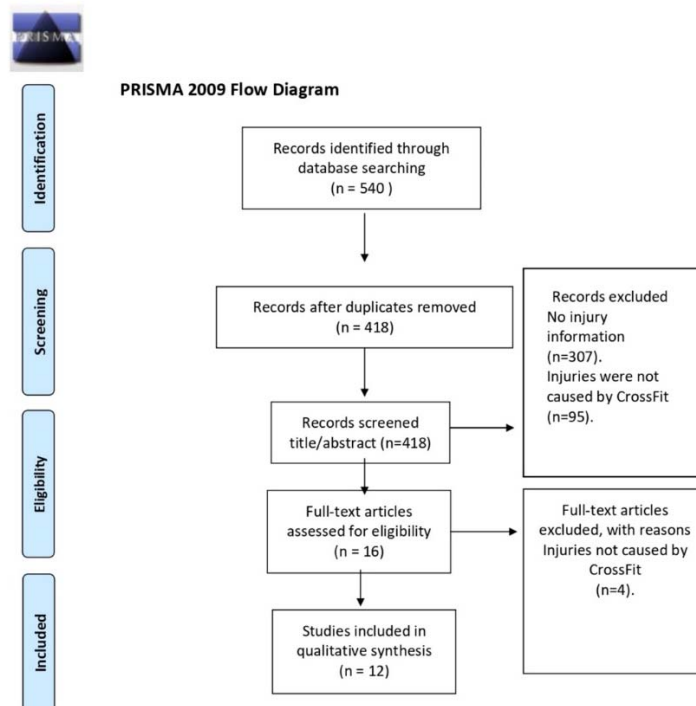 PRISMA
PRISMA 2009 Flow Diagram
Identification
Records identified through
database searching
(n = 540 )
Screening
Records after duplicates removed
(n = 418)
Records excluded
No injury
information
(n=307).
Injuries were not
caused by CrossFit
(n=95).
Records screened
title/abstract (n=418)
Eligibility
Full-text articles
assessed for eligibility
(n = 16)
Full-text articles
excluded, with reasons
Injuries not caused by
CrossFit
(n=4).
Included
Studies included in
qualitative synthesis
(n = 12)